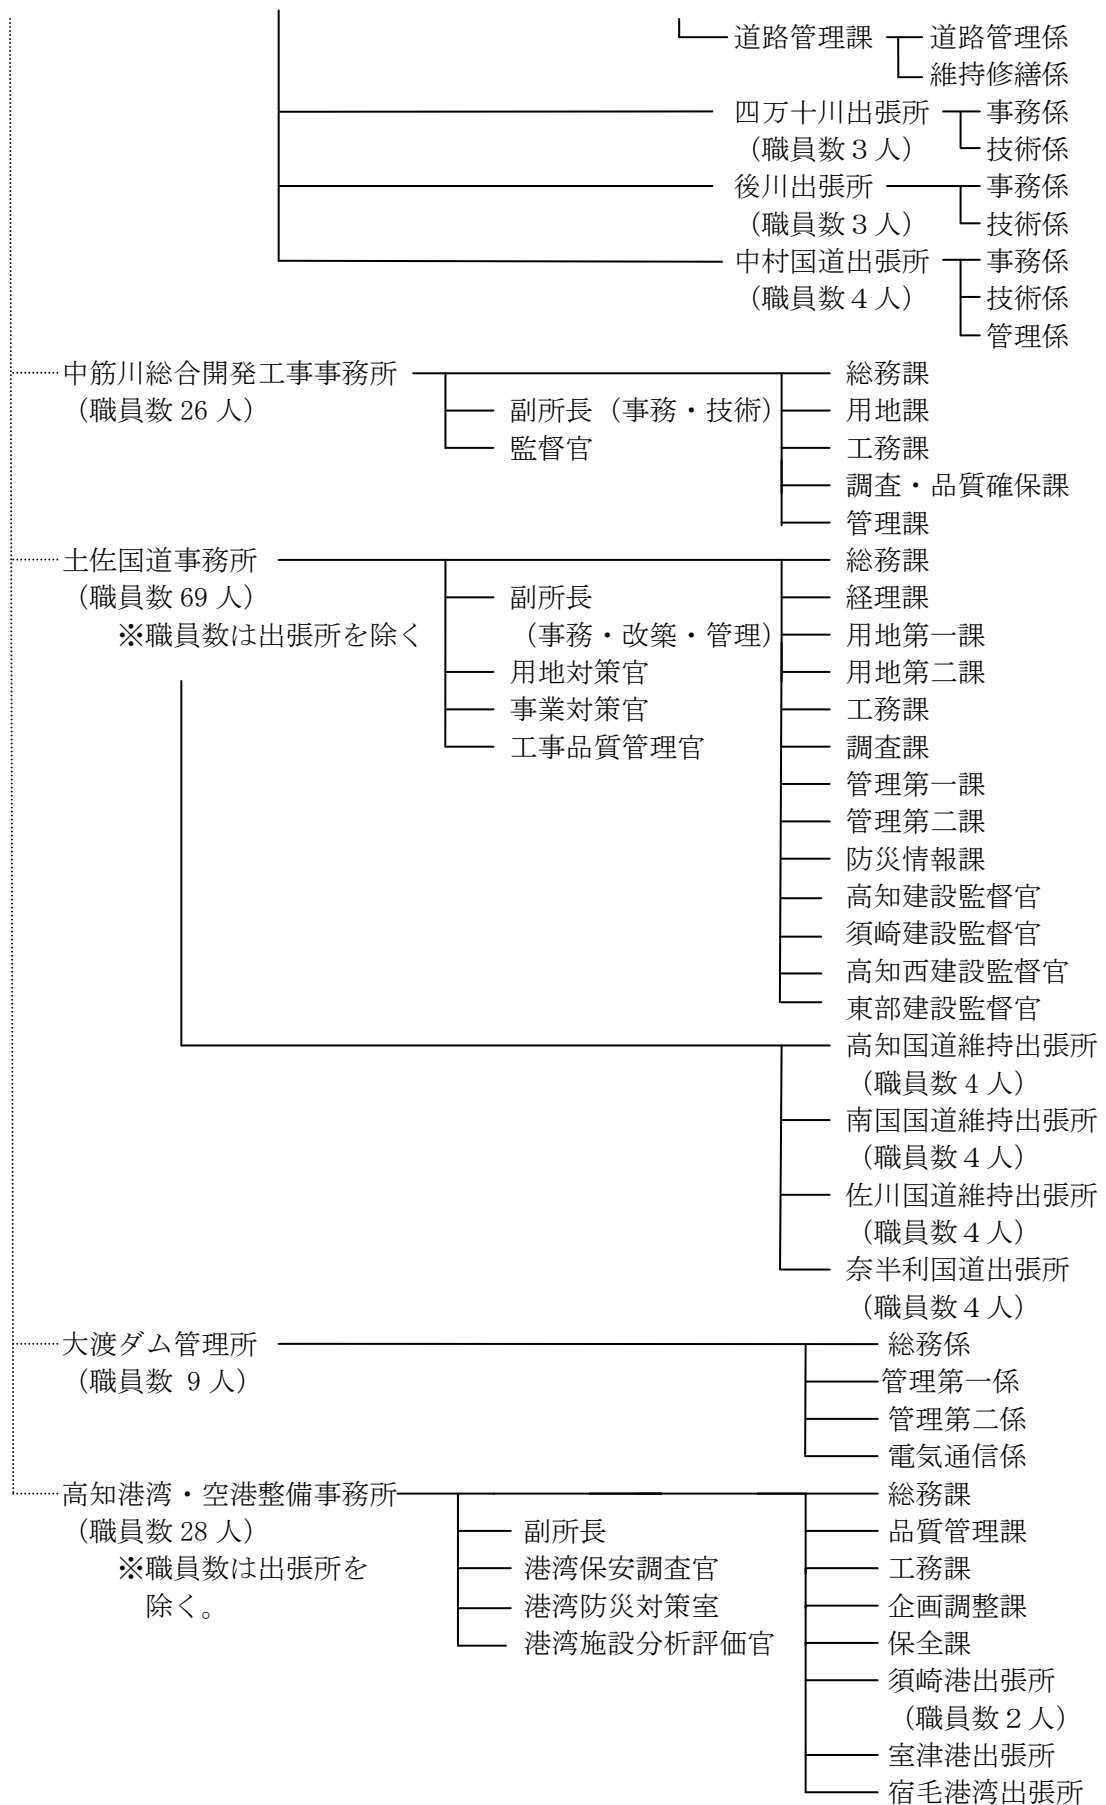 道路管理課 道路管理係
維持修繕係
四万十川出張所 事務係
（職員数３人） 技術係
後川出張所 事務係
（職員数３人） 技術係
中村国道出張所 事務係
（職員数４人） 技術係
管理係
中筋川総合開発工事事務所 総務課
（職員数 26 人） 副所長（事務・技術） 用地課
監督官 工務課
調査・品質確保課
管理課
土佐国道事務所 総務課
（職員数 69 人） 副所長 経理課
※職員数は出張所を除く （事務・改築・管理） 用地第一課
用地対策官 用地第二課
事業対策官 工務課
工事品質管理官 調査課
管理第一課
管理第二課
防災情報課
高知建設監督官
須崎建設監督官
高知西建設監督官
東部建設監督官
高知国道維持出張所
（職員数 4 人）
南国国道維持出張所
（職員数４人）
佐川国道維持出張所
（職員数４人）
奈半利国道出張所
（職員数４人）
大渡ダム管理所 総務係
（職員数 9 人） 管理第一係
管理第二係
電気通信係
高知港湾・空港整備事務所 総務課
（職員数 28 人） 副所長 品質管理課
※職員数は出張所を 港湾保安調査官 工務課
除く。 港湾防災対策室 企画調整課
港湾施設分析評価官 保全課
須崎港出張所
（職員数２人）
室津港出張所
宿毛港湾出張所